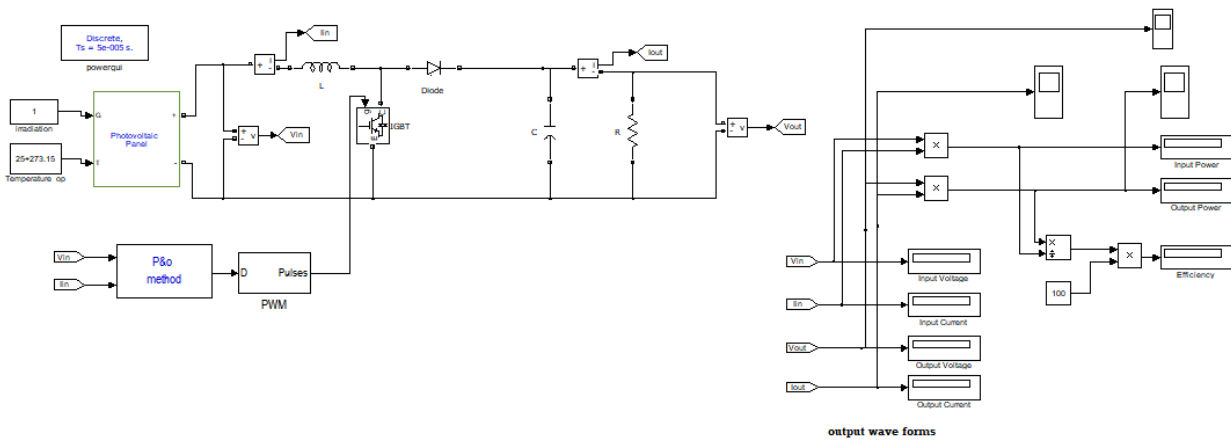 Discrete,
Ts = 5e-005 s.
powergui
Iin
+
i
-
L
Diode
Iout
+
i
-
1
Irradiation
G
+
Photovoltaic
Panel
T
-
25+273.15
Temperature op
+
-
v
Vin
g
C
E
IGBT
C
R
+
-
v
Vout
Vin
Iin
P&o
method
D
Pulses
PWM
×
Input Power
×
Output Power
×
÷
×
Efficiency
100
Vin
Input Voltage
Iin
Input Current
Vout
Output Voltage
Iout
Output Current
output wave forms